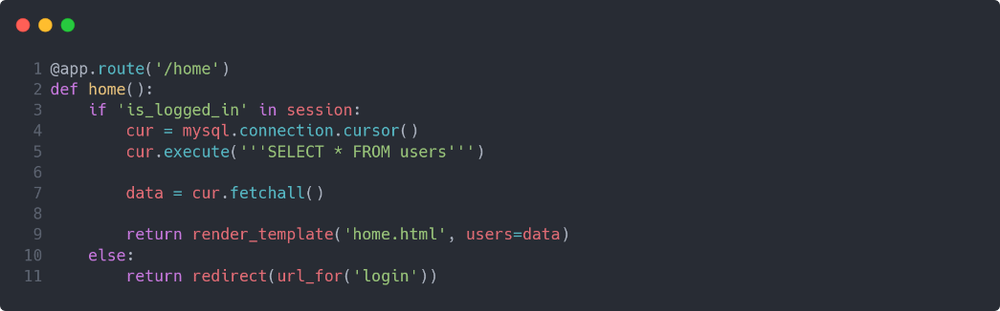 1 @app.route('/home')
2 def home():
3     if 'is_logged_in' in session:
4         cur = mysql.connection.cursor()
5         cur.execute('''SELECT * FROM users''')
6
7         data = cur.fetchall()
8
9         return render_template('home.html', users=data)
10     else:
11         return redirect(url_for('login'))